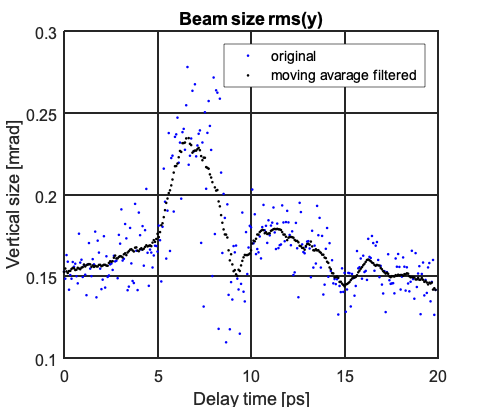 Beam size rms(y)
0.3
original
moving avarage filtered
0.25
0.2
0.15
0.1
Vertical size [mrad]
0 5 10 15 20
Delay time [ps]